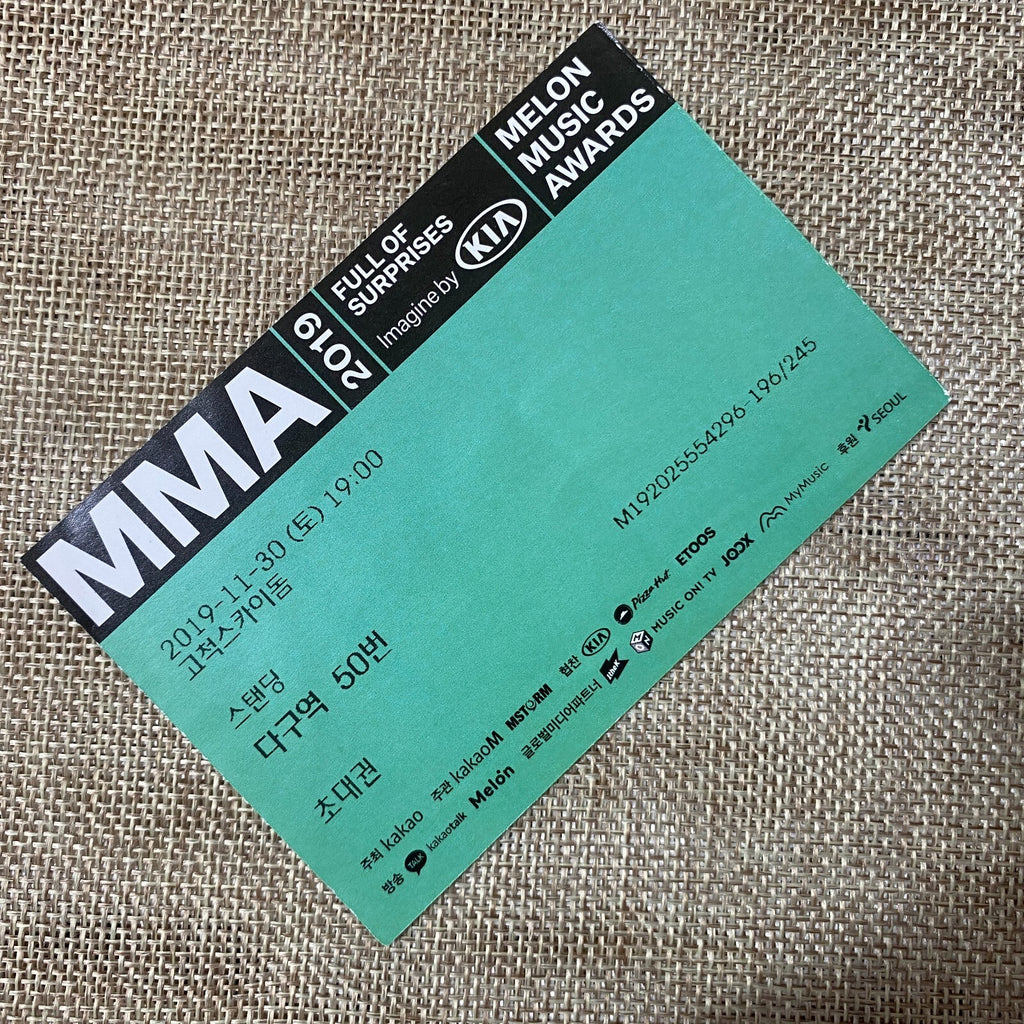 MMA
2019
FULL OF
SURPRISES
Imagine by KIA
MELON
MUSIC
AWARDS
2019-11-30 (토) 19:00
고척스카이돔
스탠딩
다구역 50번
초대권
M192025554296-196/245
주최 kakao 주관 kakaoM MSTORM 협찬 KIA Pizza Hut ETOOS
방송 TALK kakaotalk Melon 글로벌미디어파트너 MUSIC ON! TV JOOX MyMusic 후원 SEOUL